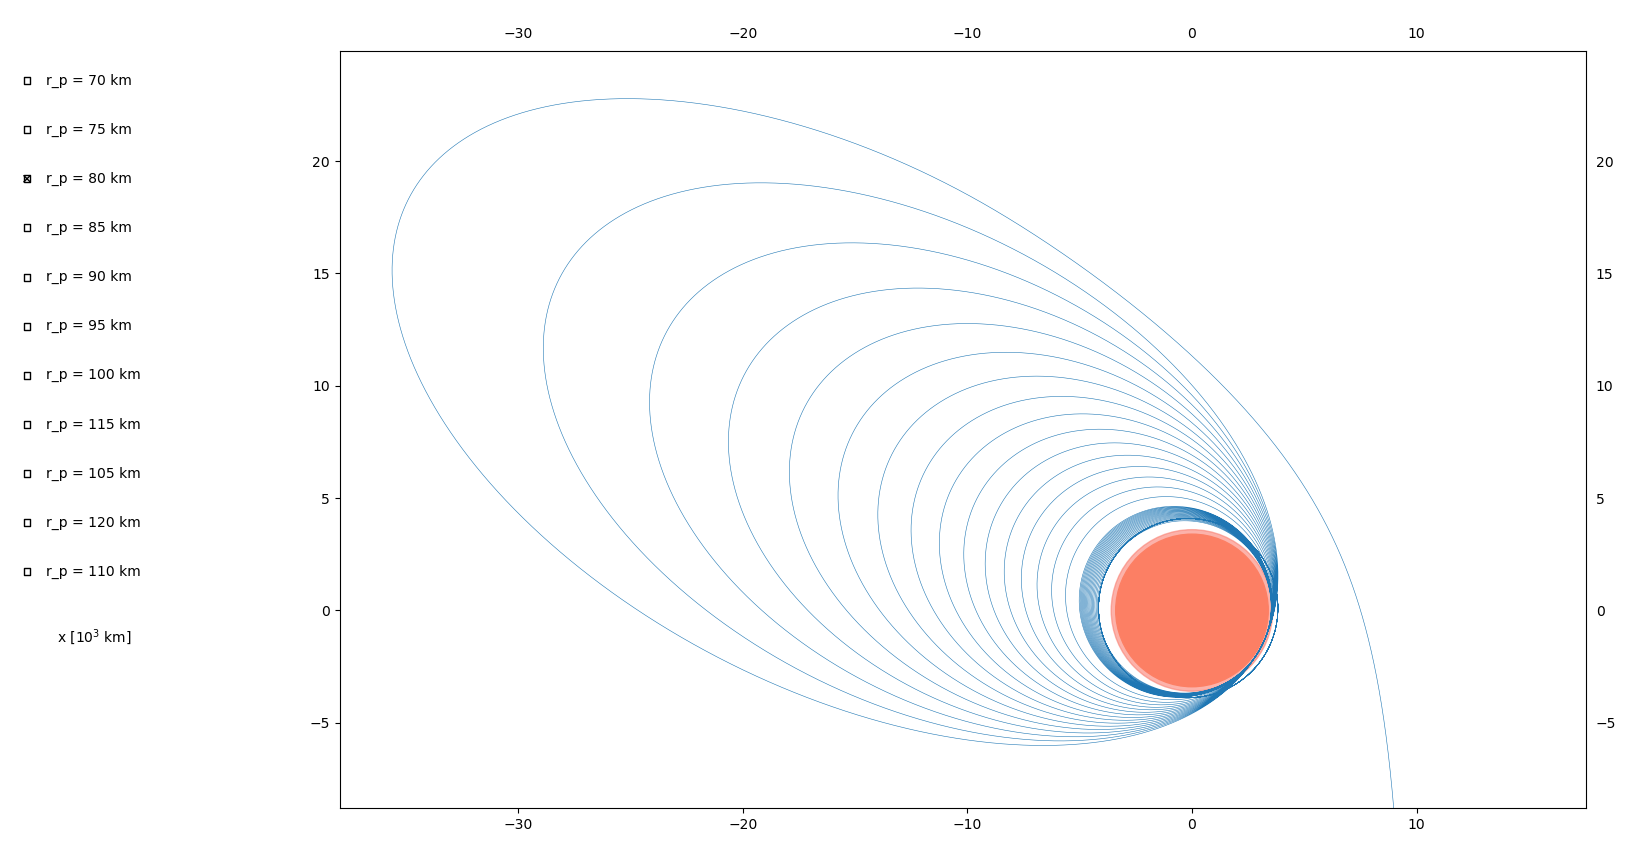 −30 −20 −10 0 10
r_p = 70 km
r_p = 75 km
r_p = 80 km
r_p = 85 km
r_p = 90 km
r_p = 95 km
r_p = 100 km
r_p = 115 km
r_p = 105 km
r_p = 120 km
r_p = 110 km
x [10³ km]
20 20
15 15
10 10
5 5
0 0
−5 −5
−30 −20 −10 0 10